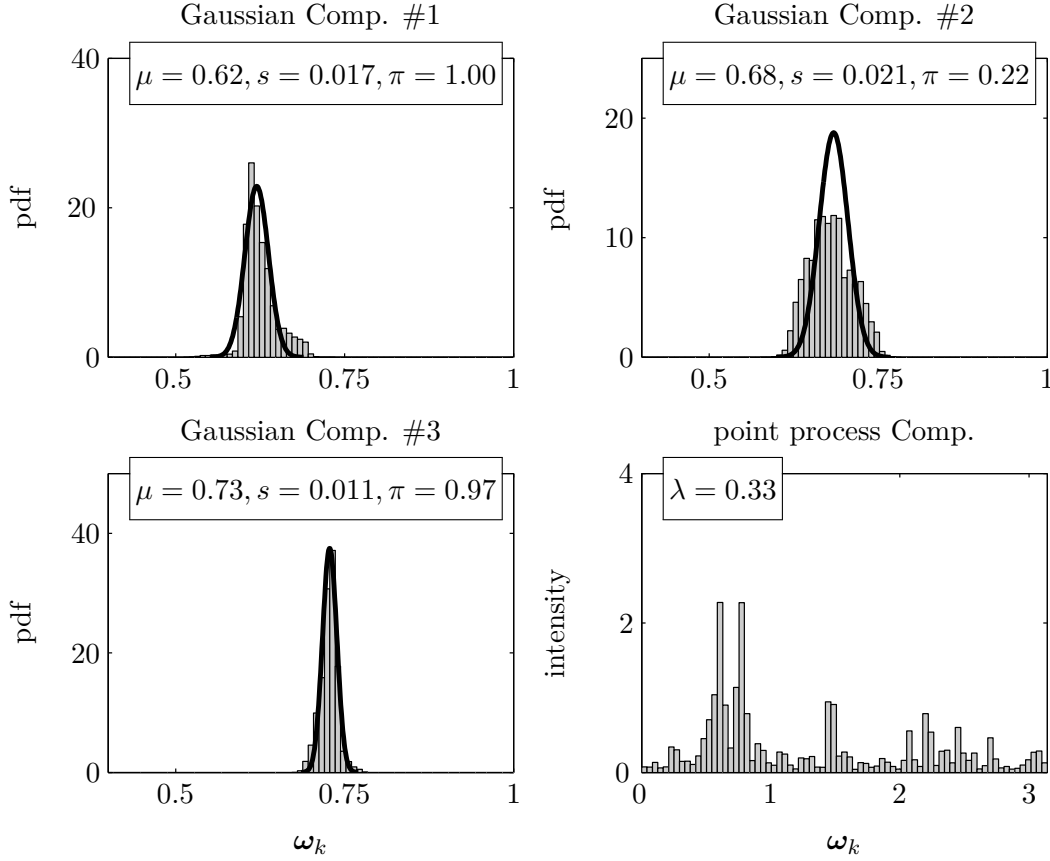 Gaussian Comp. #1
μ = 0.62, s = 0.017, π = 1.00
pdf
40
20
0
0.5
0.75
1
Gaussian Comp. #2
μ = 0.68, s = 0.021, π = 0.22
pdf
20
10
0
0.5
0.75
1
Gaussian Comp. #3
μ = 0.73, s = 0.011, π = 0.97
pdf
40
20
0
0.5
0.75
1
ω_k
point process Comp.
λ = 0.33
intensity
4
2
0
0
1
2
3
ω_k